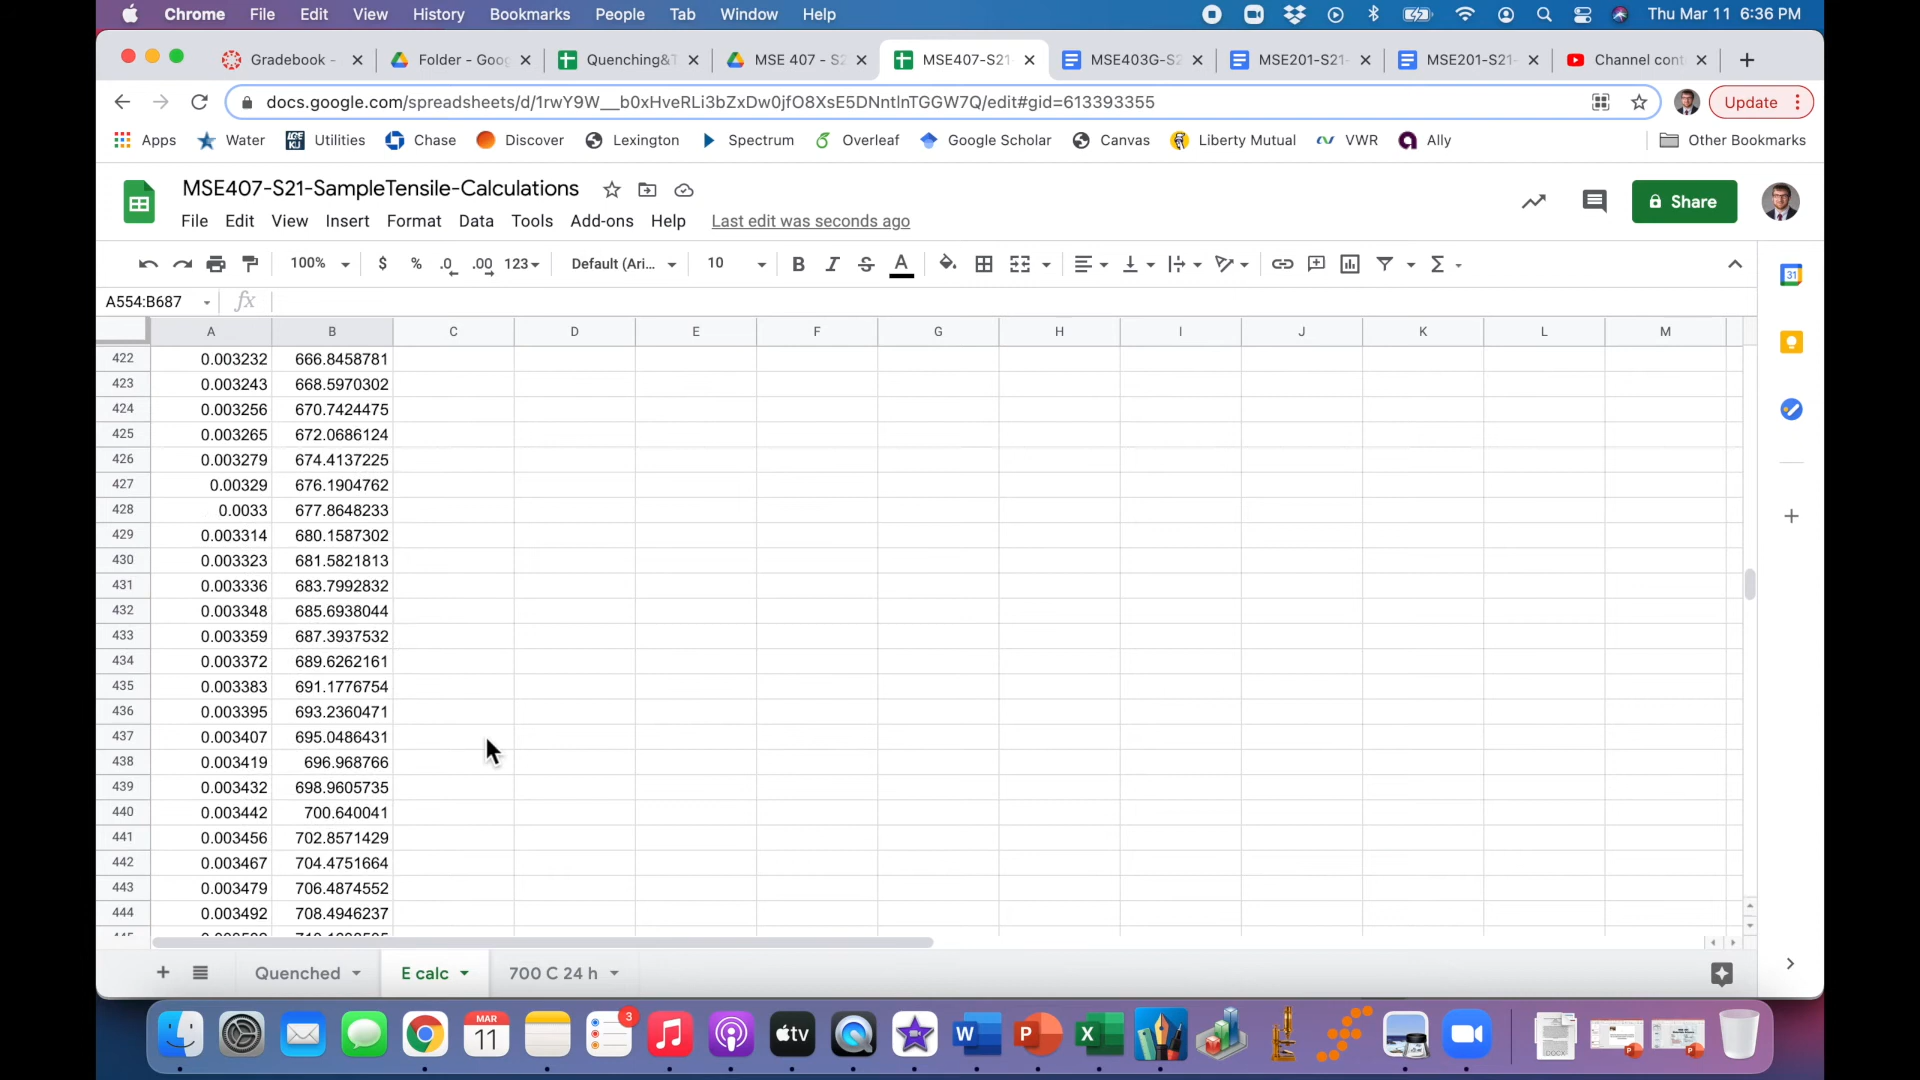 Chrome File Edit View History Bookmarks People Tab Window Help Thu Mar 11 6:36 PM
Gradebook - Folder - Goog Quenching&T MSE 407 - S2 MSE407-S21- MSE403G-S2 MSE201-S21- MSE201-S21- Channel cont
docs.google.com/spreadsheets/d/1rwY9W__b0xHveRLi3bZxDw0jfO8XsE5DNntlnTGGW7Q/edit#gid=613393355 Update
Apps Water Utilities Chase Discover Lexington Spectrum Overleaf Google Scholar Canvas Liberty Mutual VWR Ally Other Bookmarks
MSE407-S21-SampleTensile-Calculations
File Edit View Insert Format Data Tools Add-ons Help Last edit was seconds ago Share
100% $ % .0 .00 123 Default (Ari... 10 B I S A
A554:B687 fx
A B C D E F G H I J K L M
422 0.003232 666.8458781
423 0.003243 668.5970302
424 0.003256 670.7424475
425 0.003265 672.0686124
426 0.003279 674.4137225
427 0.00329 676.1904762
428 0.0033 677.8648233
429 0.003314 680.1587302
430 0.003323 681.5821813
431 0.003336 683.7992832
432 0.003348 685.6938044
433 0.003359 687.3937532
434 0.003372 689.6262161
435 0.003383 691.1776754
436 0.003395 693.2360471
437 0.003407 695.0486431
438 0.003419 696.968766
439 0.003432 698.9605735
440 0.003442 700.640041
441 0.003456 702.8571429
442 0.003467 704.4751664
443 0.003479 706.4874552
444 0.003492 708.4946237
Quenched E calc 700 C 24 h
MAR
11
3
tv
W
P
X
DOCX